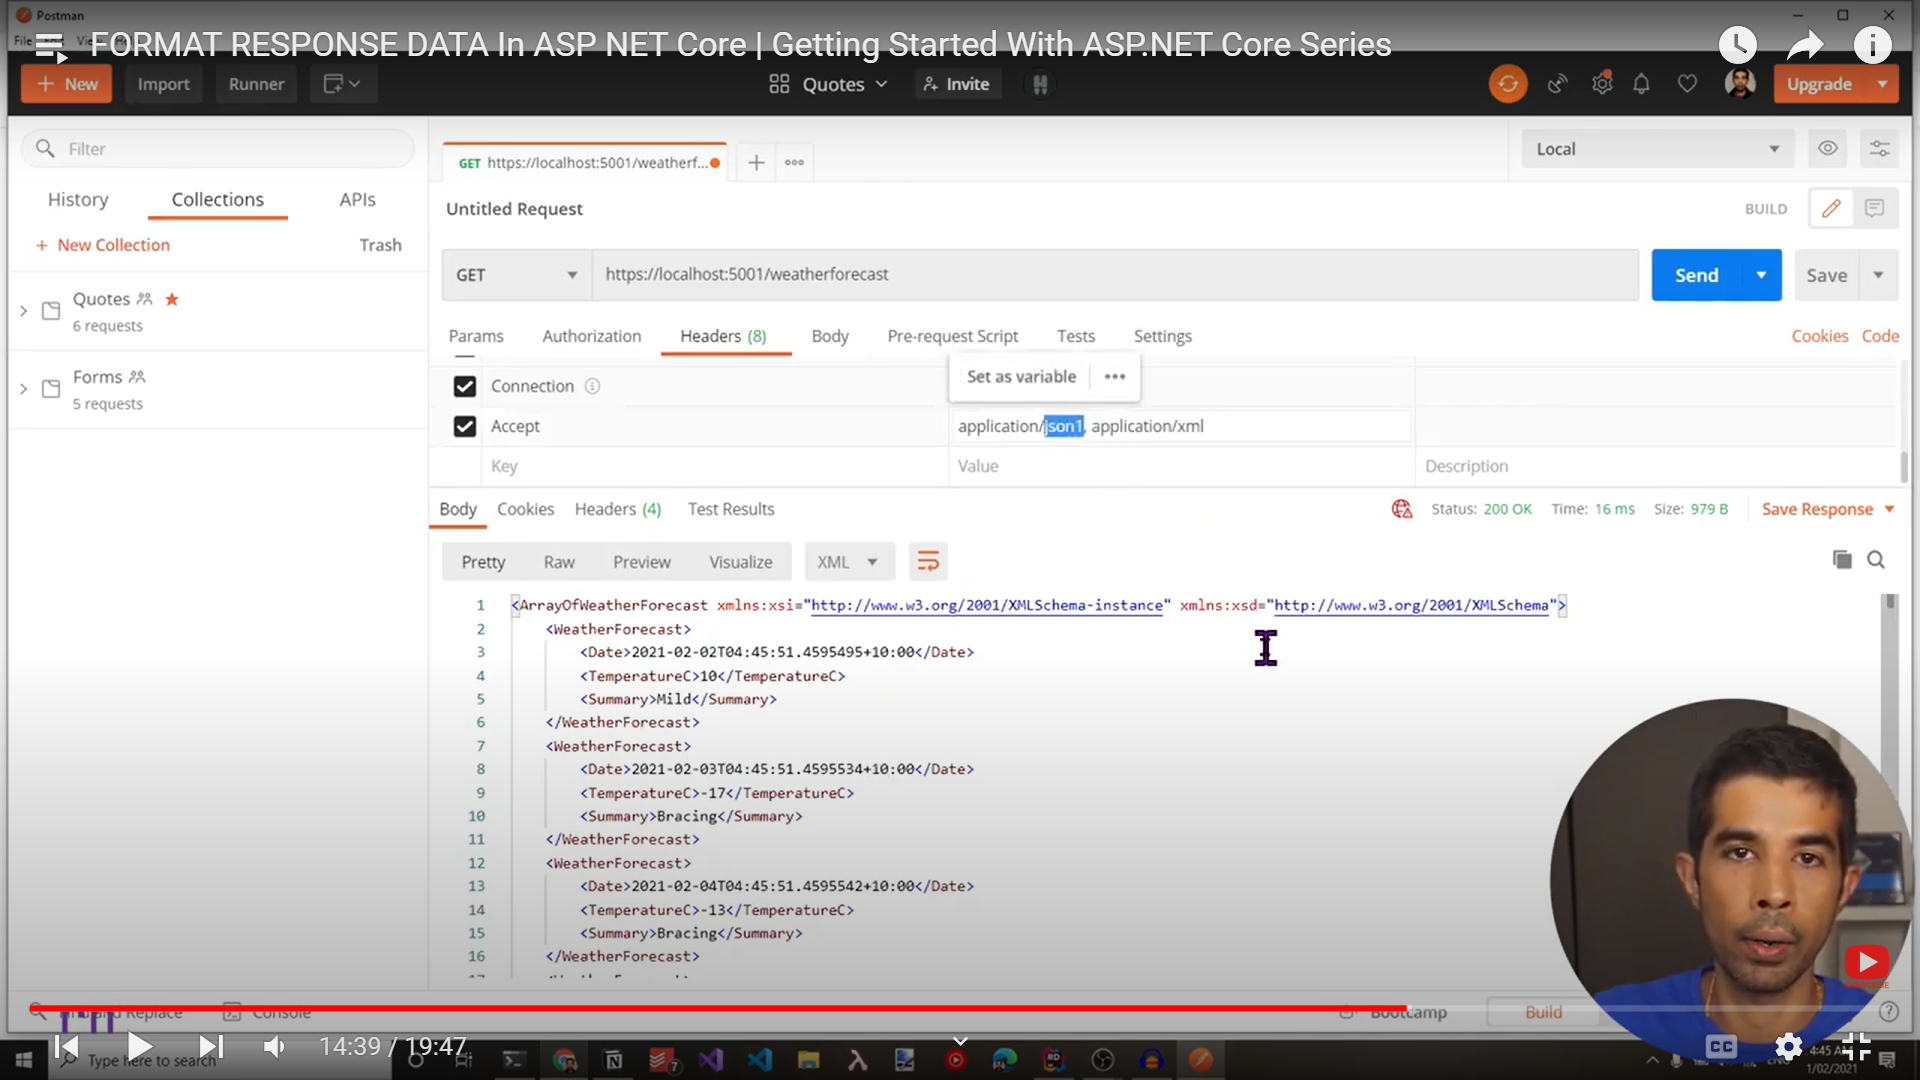 Postman
FORMAT RESPONSE DATA In ASP NET Core | Getting Started With ASP.NET Core Series
New
Import
Runner
Quotes
Invite
Upgrade
Filter
GET https://localhost:5001/weatherf...
Local
History
Collections
APIs
Untitled Request
BUILD
+ New Collection
Trash
GET
https://localhost:5001/weatherforecast
Send
Save
Quotes
6 requests
Params
Authorization
Headers (8)
Body
Pre-request Script
Tests
Settings
Cookies
Code
Forms
5 requests
Set as variable
Connection
Accept
application/json1, application/xml
Key
Value
Description
Body
Cookies
Headers (4)
Test Results
Status: 200 OK
Time: 16 ms
Size: 979 B
Save Response
Pretty
Raw
Preview
Visualize
XML
1 <ArrayOfWeatherForecast xmlns:xsi="http://www.w3.org/2001/XMLSchema-instance" xmlns:xsd="http://www.w3.org/2001/XMLSchema">
2 <WeatherForecast>
3 <Date>2021-02-02T04:45:51.4595495+10:00</Date>
4 <TemperatureC>10</TemperatureC>
5 <Summary>Mild</Summary>
6 </WeatherForecast>
7 <WeatherForecast>
8 <Date>2021-02-03T04:45:51.4595534+10:00</Date>
9 <TemperatureC>-17</TemperatureC>
10 <Summary>Bracing</Summary>
11 </WeatherForecast>
12 <WeatherForecast>
13 <Date>2021-02-04T04:45:51.4595542+10:00</Date>
14 <TemperatureC>-13</TemperatureC>
15 <Summary>Bracing</Summary>
16 </WeatherForecast>
Replace
Console
Bootcamp
Build
14:39 / 19:47
Type here to search
CC
4:45 A
1/02/2021